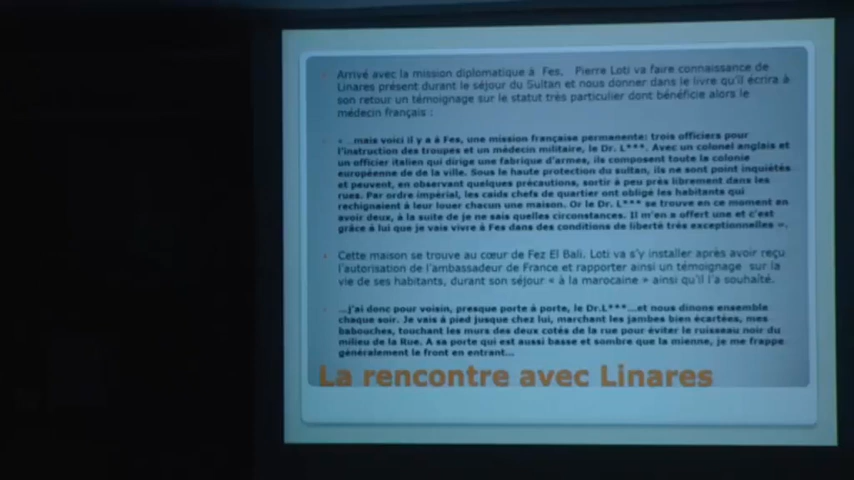 Arrivé avec la mission diplomatique à Fes, Pierre Loti va faire connaissance de
Linares présent durant le séjour du Sultan et nous donner dans le livre qu'il écrira à
son retour un témoignage sur le statut très particulier dont bénéficie alors le
médecin français :
« ...mais voici il y a à Fes, une mission française permanente; trois officiers pour
l'instruction des troupes et un médecin militaire, le Dr. L***. Avec un colonel anglais et
un officier italien qui dirige une fabrique d'armes, ils composent toute la colonie
européenne de de la ville. Sous le haute protection du sultan, ils ne sont point inquiétés
et peuvent, en observant quelques précautions, sortir à peu près librement dans les
rues. Par ordre impérial, les caids chefs de quartier ont obligé les habitants qui
rechignaient à leur louer chacun une maison. Or le Dr. L*** se trouve en ce moment en
avoir deux, à la suite de je ne sais quelles circonstances. Il m'en a offert une et c'est
grâce à lui que je vais vivre à Fes dans des conditions de liberté très exceptionnelles ».
Cette maison se trouve au cœur de Fez El Bali. Loti va s'y installer après avoir reçu
l'autorisation de l'ambassadeur de France et rapporter ainsi un témoignage sur la
vie de ses habitants, durant son séjour « à la marocaine » ainsi qu'il l'a souhaité.
...j'ai donc pour voisin, presque porte à porte, le Dr.L***...et nous dinons ensemble
chaque soir. Je vais à pied jusque chez lui, marchant les jambes bien écartées, mes
babouches, touchant les murs des deux cotés de la rue pour éviter le ruisseau noir du
milieu de la Rue. A sa porte qui est aussi basse et sombre que la mienne, je me frappe
généralement le front en entrant...
La rencontre avec Linares